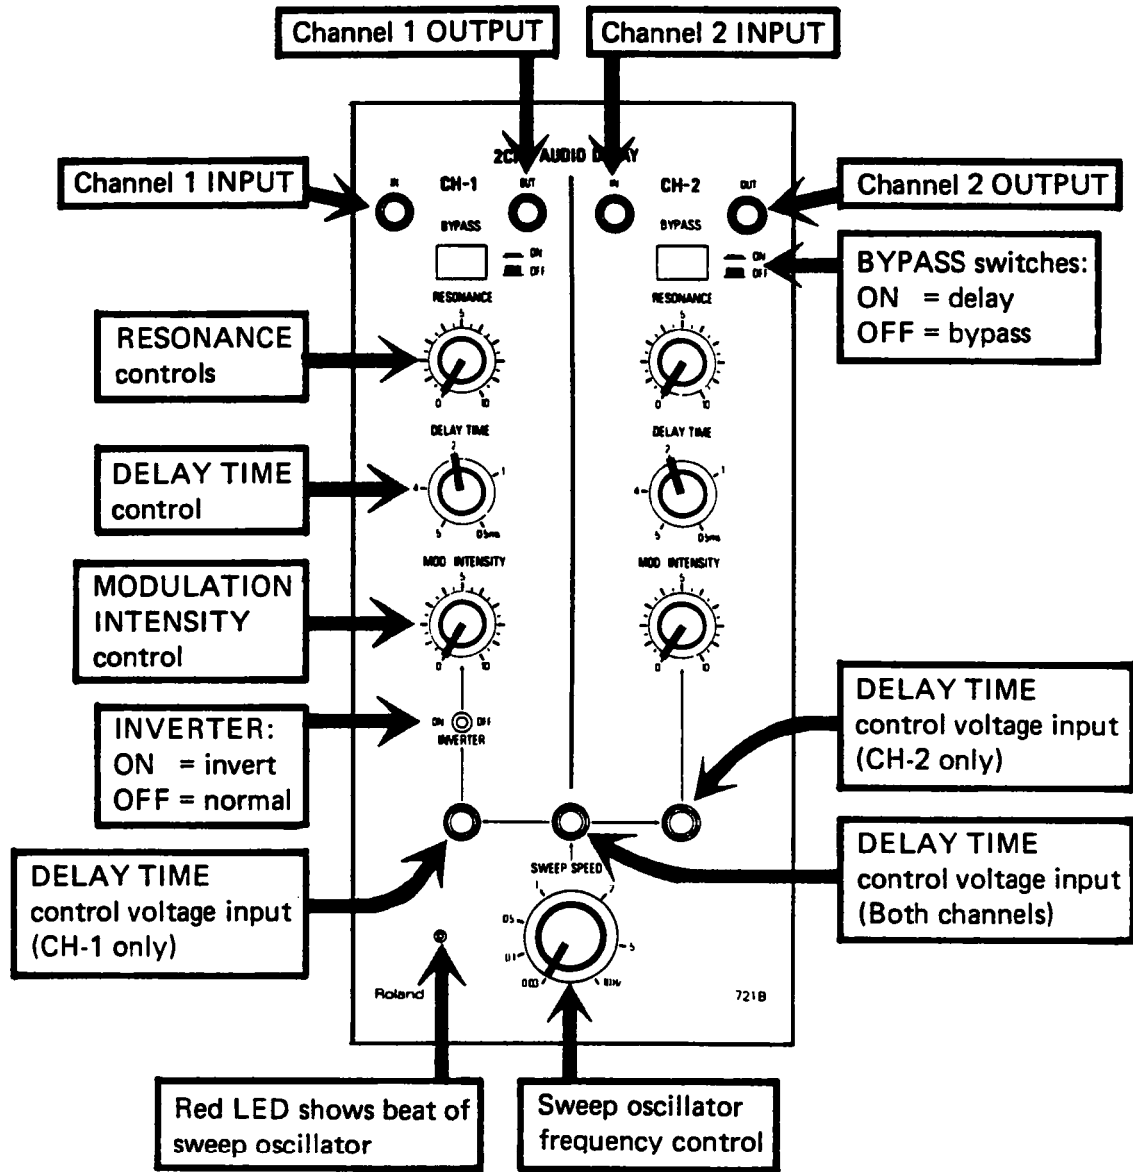 Channel 1 OUTPUT
Channel 2 INPUT
2CH AUDIO DELAY
Channel 1 INPUT
IN
CH-1
OUT
IN
CH-2
OUT
Channel 2 OUTPUT
BYPASS
ON
OFF
BYPASS
ON
OFF
BYPASS switches:
ON = delay
OFF = bypass
RESONANCE
5
0
10
RESONANCE
5
0
10
RESONANCE
controls
DELAY TIME
2
1
4
5
0.5ms
DELAY TIME
2
1
4
5
0.5ms
DELAY TIME
control
MOD INTENSITY
5
0
10
MOD INTENSITY
5
0
10
MODULATION
INTENSITY
control
ON
OFF
INVERTER
INVERTER:
ON = invert
OFF = normal
DELAY TIME
control voltage input
(CH-2 only)
DELAY TIME
control voltage input
(CH-1 only)
DELAY TIME
control voltage input
(Both channels)
SWEEP SPEED
1
2
0.5
5
0.1
0.03
10Hz
Roland
721B
Red LED shows beat of
sweep oscillator
Sweep oscillator
frequency control